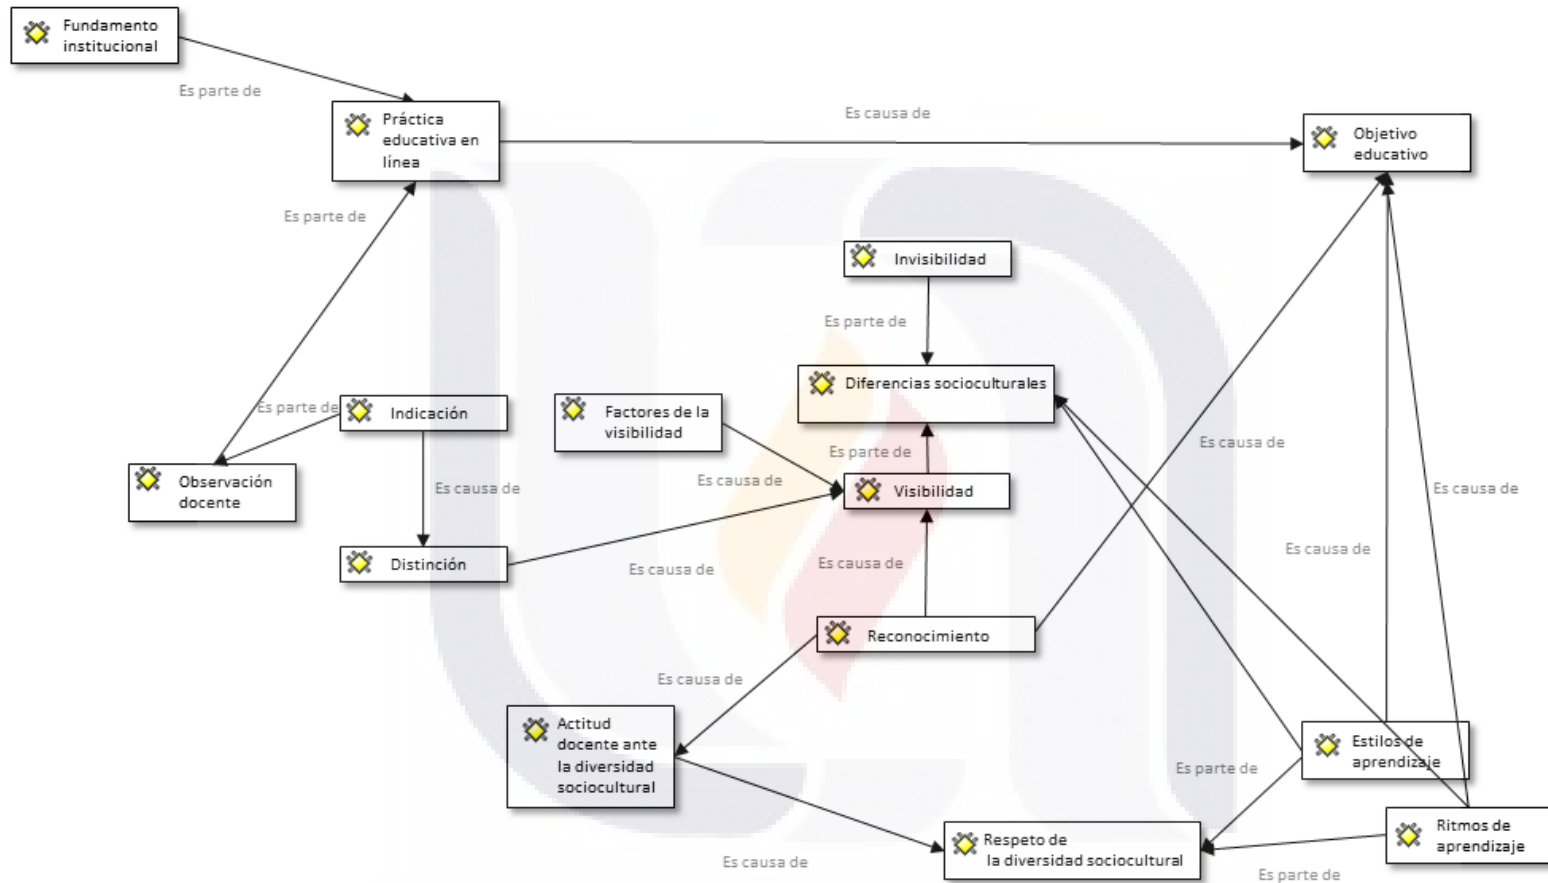 Fundamento
institucional
Es parte de
Práctica
educativa en
línea
Es causa de
Objetivo
educativo
Es parte de
Invisibilidad
Es parte de
Diferencias socioculturales
Es parte de
Indicación
Factores de la
visibilidad
Es causa de
Es parte de
Es causa de
Observación
docente
Es causa de
Visibilidad
Es causa de
Distinción
Es causa de
Es causa de
Es causa de
Reconocimiento
Es causa de
Actitud
docente ante
la diversidad
sociocultural
Estilos de
aprendizaje
Es parte de
Respeto de
la diversidad sociocultural
Ritmos de
aprendizaje
Es causa de
Es parte de